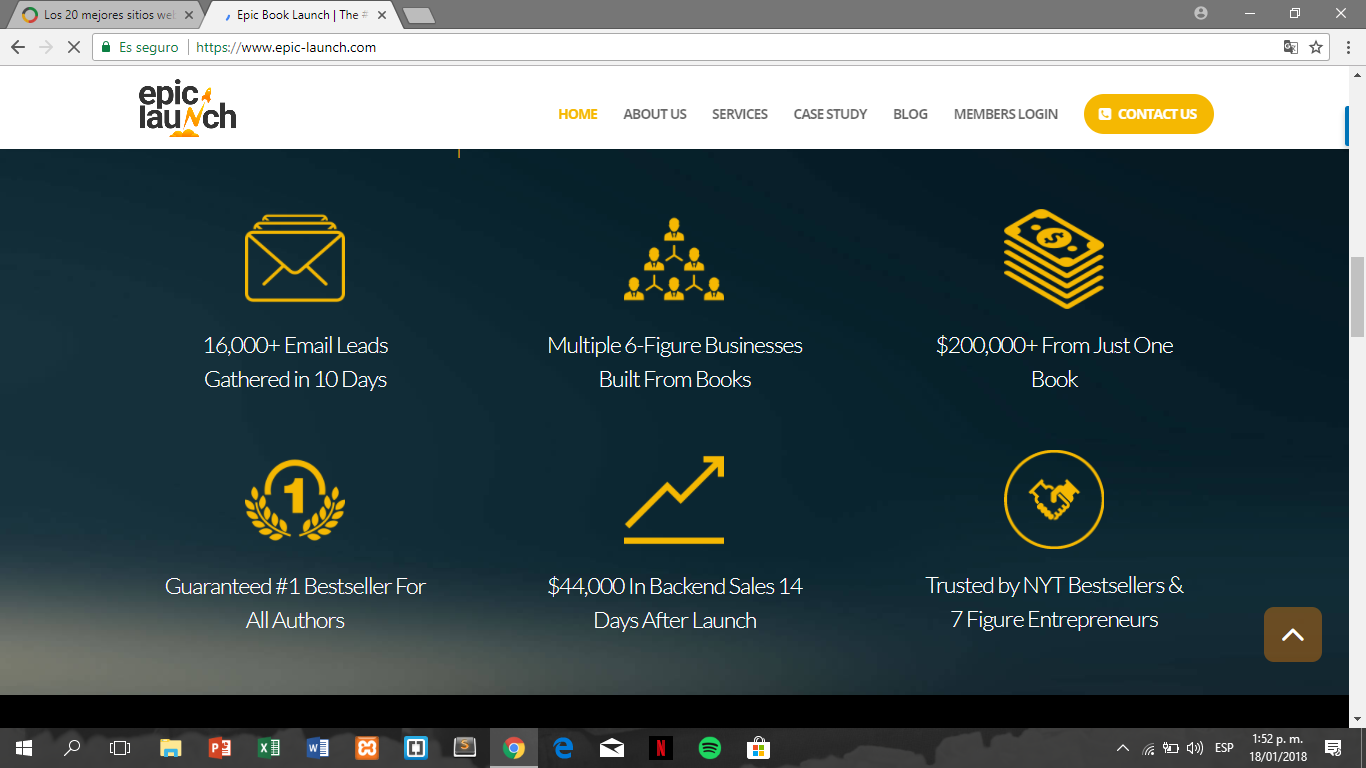 Los 20 mejores sitios wel
Epic Book Launch | The #
Es seguro
https://www.epic-launch.com
epic
launch
HOME
ABOUT US
SERVICES
CASE STUDY
BLOG
MEMBERS LOGIN
CONTACT US
16,000+ Email Leads
Gathered in 10 Days
Multiple 6-Figure Businesses
Built From Books
$200,000+ From Just One
Book
1
Guaranteed #1 Bestseller For
All Authors
$44,000 In Backend Sales 14
Days After Launch
Trusted by NYT Bestsellers &
7 Figure Entrepreneurs
ESP
1:52 p. m.
18/01/2018